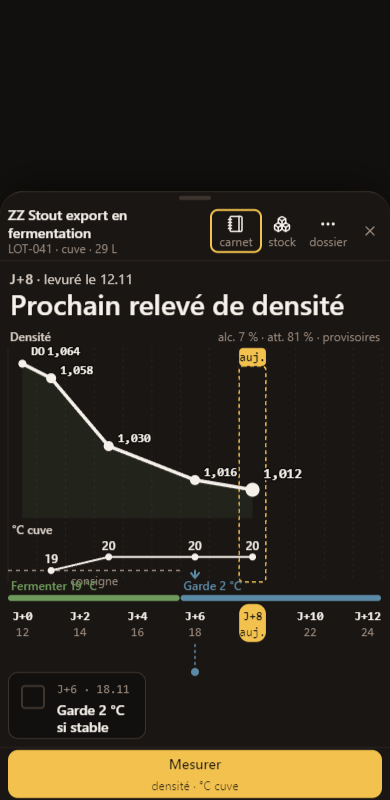 ZZ Stout export en
fermentation
LOT-041 · cuve · 29 L
carnet
stock
dossier
J+8 · levuré le 12.11
Prochain relevé de densité
Densité
alc. 7 % · att. 81 % · provisoires
DO 1,064
auj.
1,058
1,030
1,016
1,012
°C cuve
19
20
20
20
consigne
Fermenter 19 °C
Garde 2 °C
J+0 J+2 J+4 J+6 J+8 J+10 J+12
12 14 16 18 auj. 22 24
J+6 · 18.11
Garde 2 °C
si stable
Mesurer
densité · °C cuve